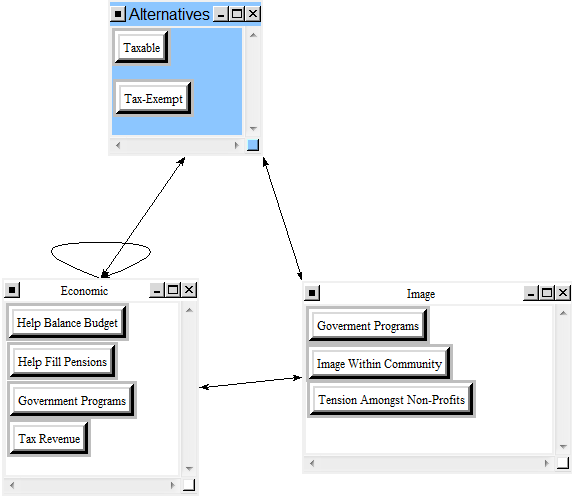 Alternatives
Taxable
Tax-Exempt
Economic
Help Balance Budget
Help Fill Pensions
Government Programs
Tax Revenue
Image
Goverment Programs
Image Within Community
Tension Amongst Non-Profits